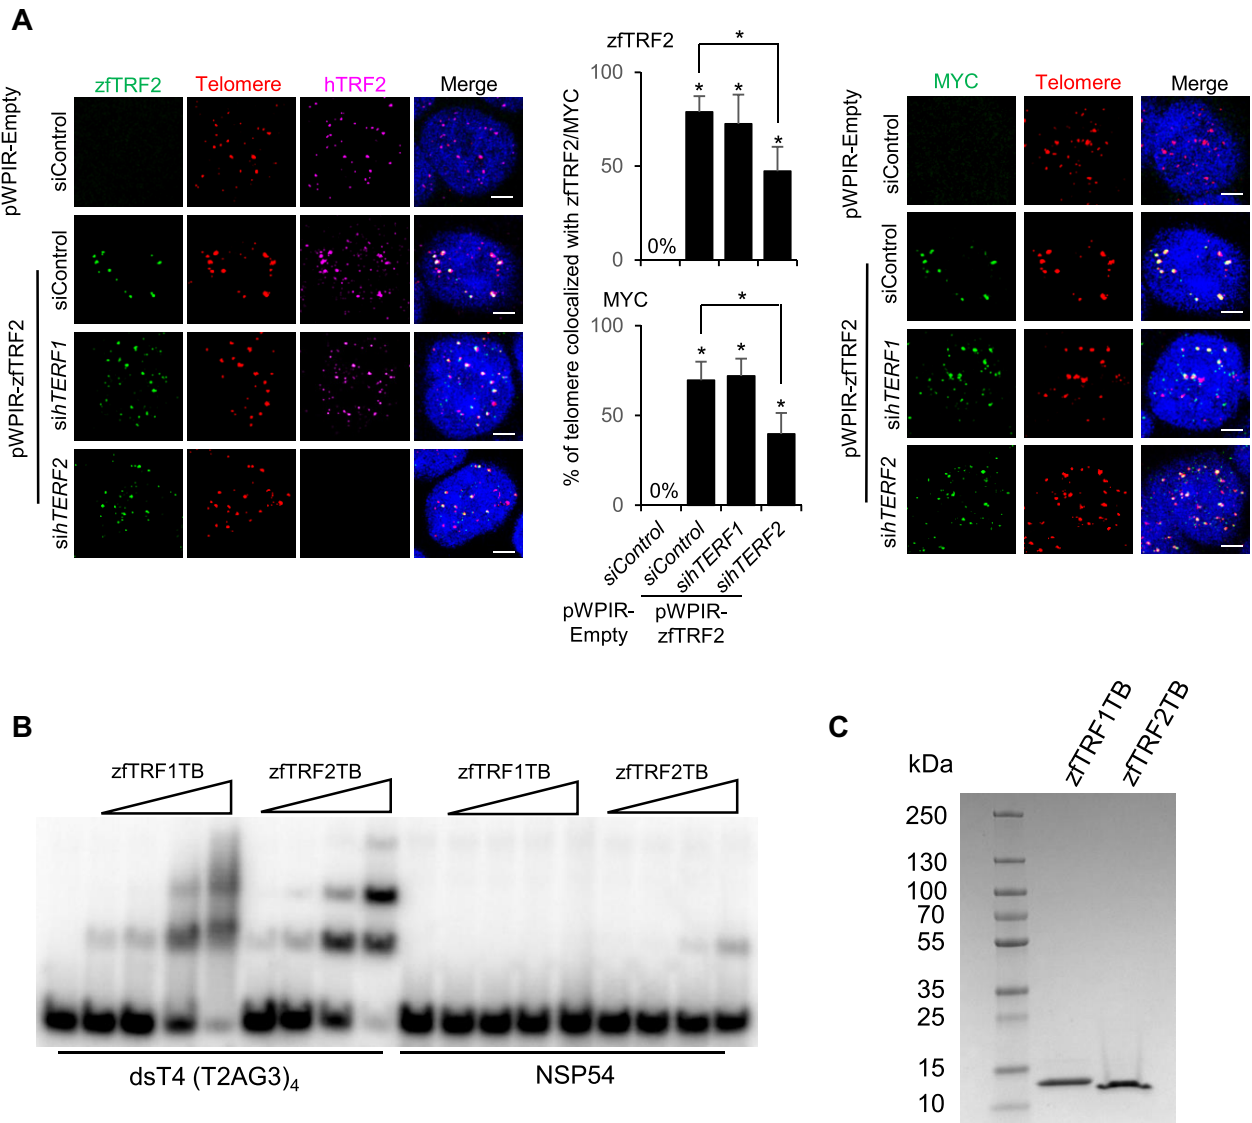 A
zfTRF2 Telomere hTRF2 Merge
pWPIR-Empty
siControl
pWPIR-zfTRF2
siControl
sihTERF1
sihTERF2
zfTRF2
% of telomere colocalized with zfTRF2/MYC
*
100
* * *
50
0%
0
MYC
*
100
* * *
50
0%
0
siControl siControl sihTERF1 sihTERF2
pWPIR-
Empty
pWPIR-
zfTRF2
MYC Telomere Merge
pWPIR-Empty
siControl
pWPIR-zfTRF2
siControl
sihTERF1
sihTERF2
B
zfTRF1TB zfTRF2TB zfTRF1TB zfTRF2TB
dsT4 (T2AG3)4 NSP54
C
kDa zfTRF1TB zfTRF2TB
250
130
100
70
55
35
25
15
10